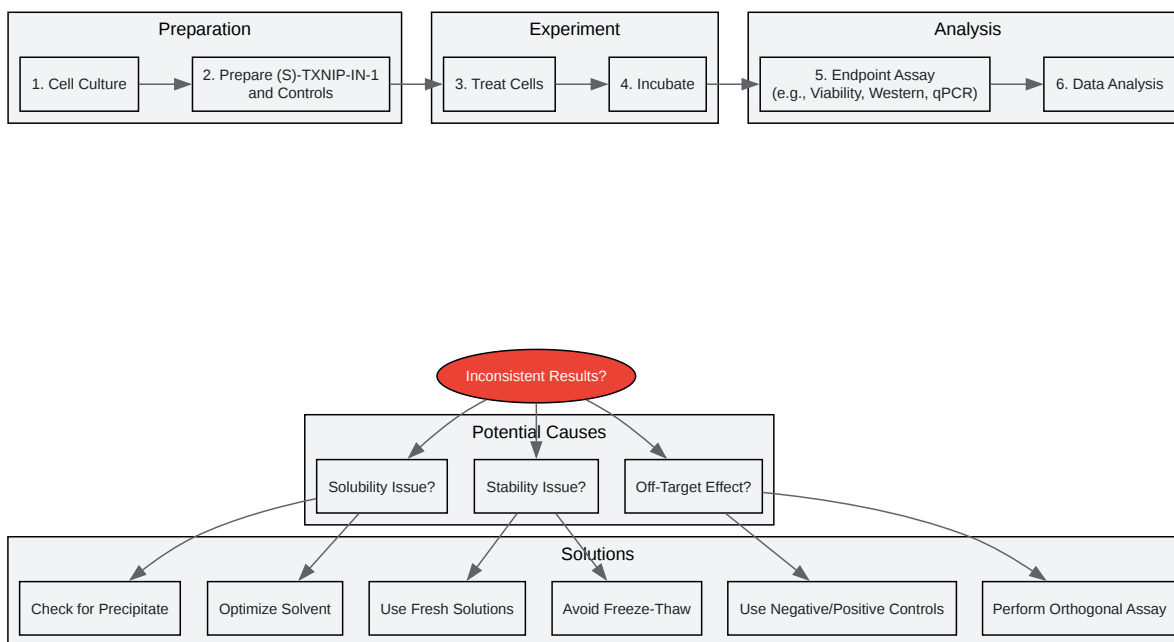 Preparation
Experiment
Analysis
1. Cell Culture
2. Prepare (S)-TXNIP-IN-1
and Controls
3. Treat Cells
4. Incubate
5. Endpoint Assay
(e.g., Viability, Western, qPCR)
6. Data Analysis
Inconsistent Results?
Potential Causes
Solubility Issue?
Stability Issue?
Off-Target Effect?
Solutions
Check for Precipitate
Optimize Solvent
Use Fresh Solutions
Avoid Freeze-Thaw
Use Negative/Positive Controls
Perform Orthogonal Assay